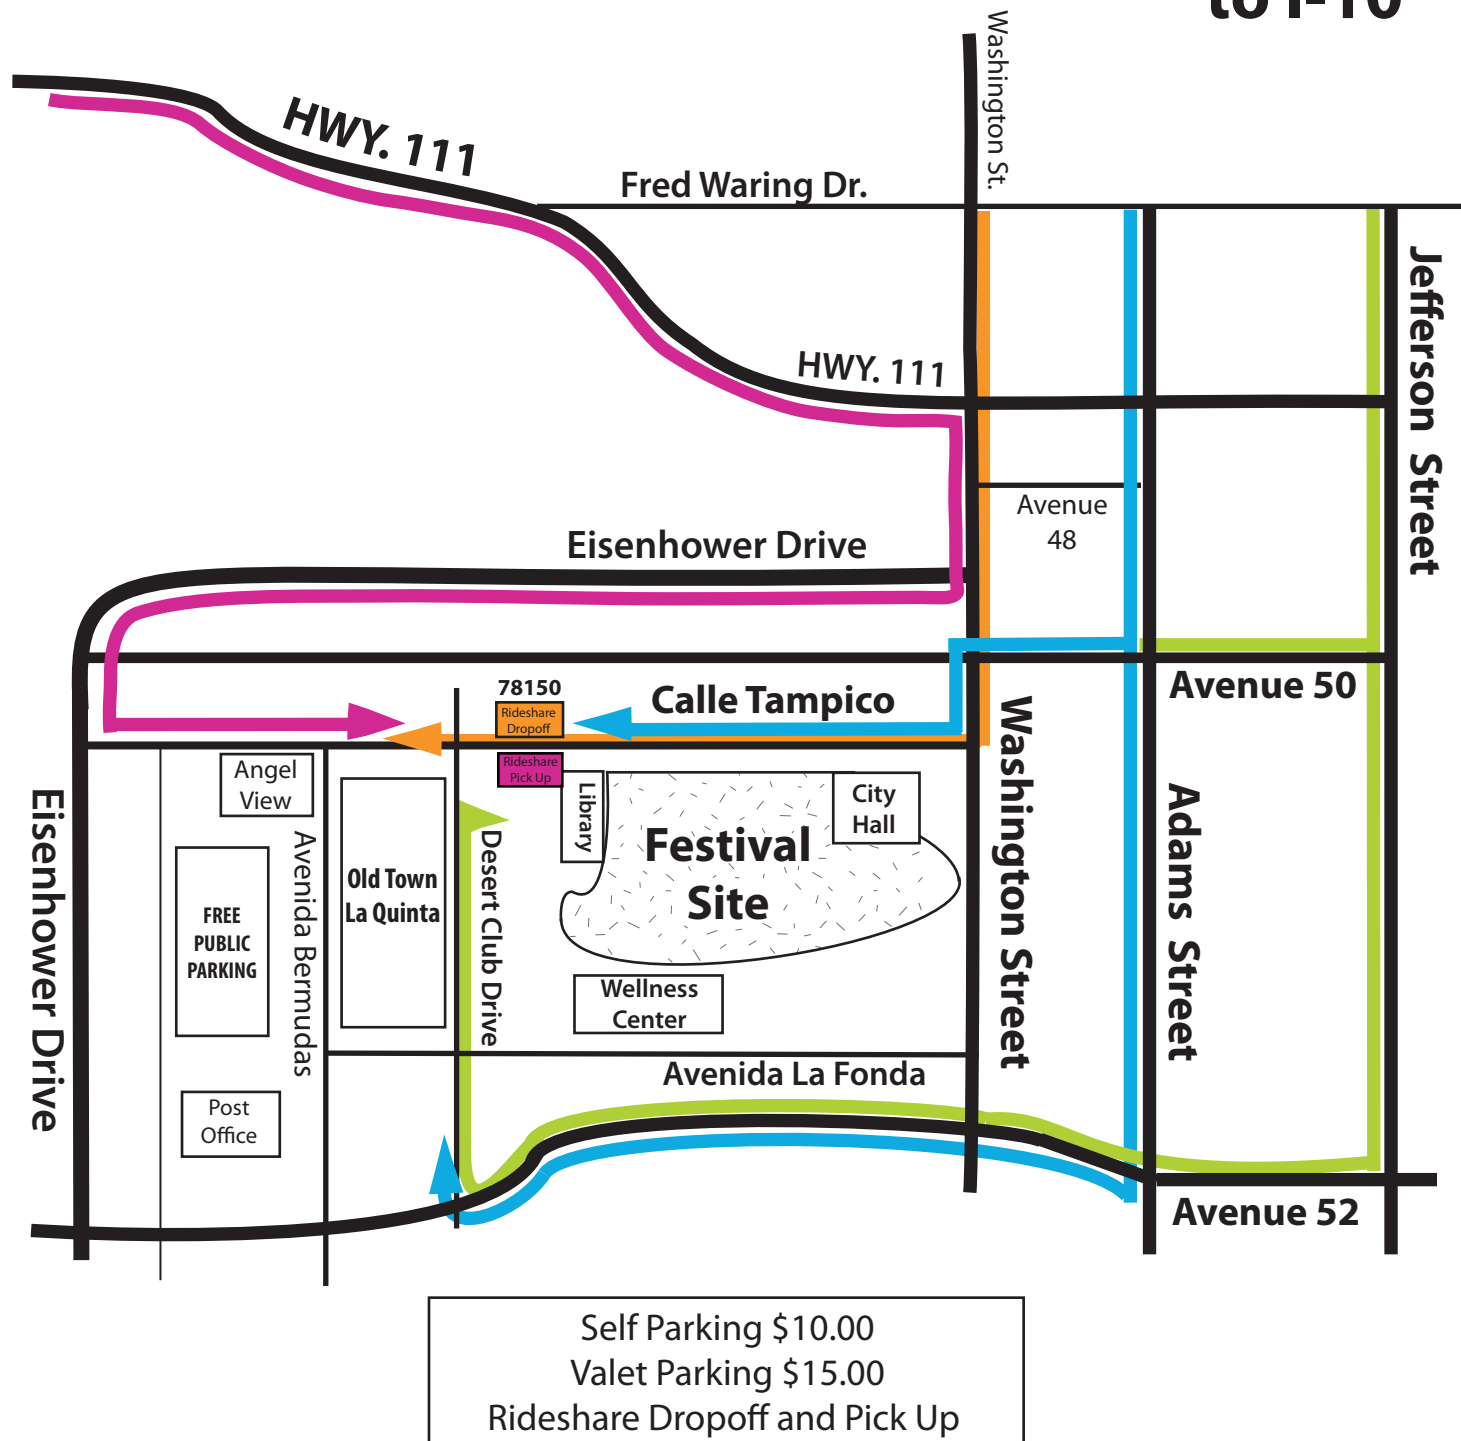 to I-10
Washington St.
HWY. 111
Fred Waring Dr.
Jefferson Street
HWY. 111
Avenue
48
Eisenhower Drive
Avenue 50
78150
Calle Tampico
Rideshare
Dropoff
Rideshare
Pick Up
Washington Street
Angel
View
Library
City
Hall
Festival
Site
Adams Street
Eisenhower Drive
Avenida Bermudas
Old Town
La Quinta
Desert Club Drive
FREE
PUBLIC
PARKING
Wellness
Center
Avenida La Fonda
Post
Office
Avenue 52
Self Parking $10.00
Valet Parking $15.00
Rideshare Dropoff and Pick Up